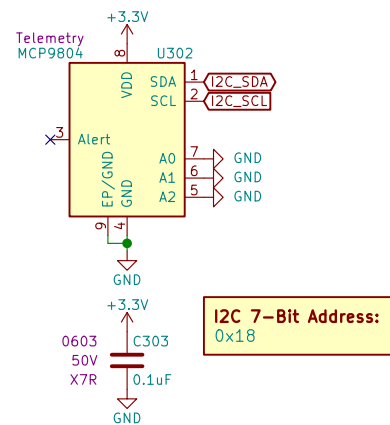 +3.3V
Telemetry
MCP9804
U302
8
VDD
SDA
1
I2C_SDA
SCL
2
I2C_SCL
3
Alert
A0
7
GND
A1
6
GND
A2
5
GND
EP/GND
GND
9
4
GND
+3.3V
0603
C303
50V
X7R
0.1uF
GND
I2C 7-Bit Address:
0x18